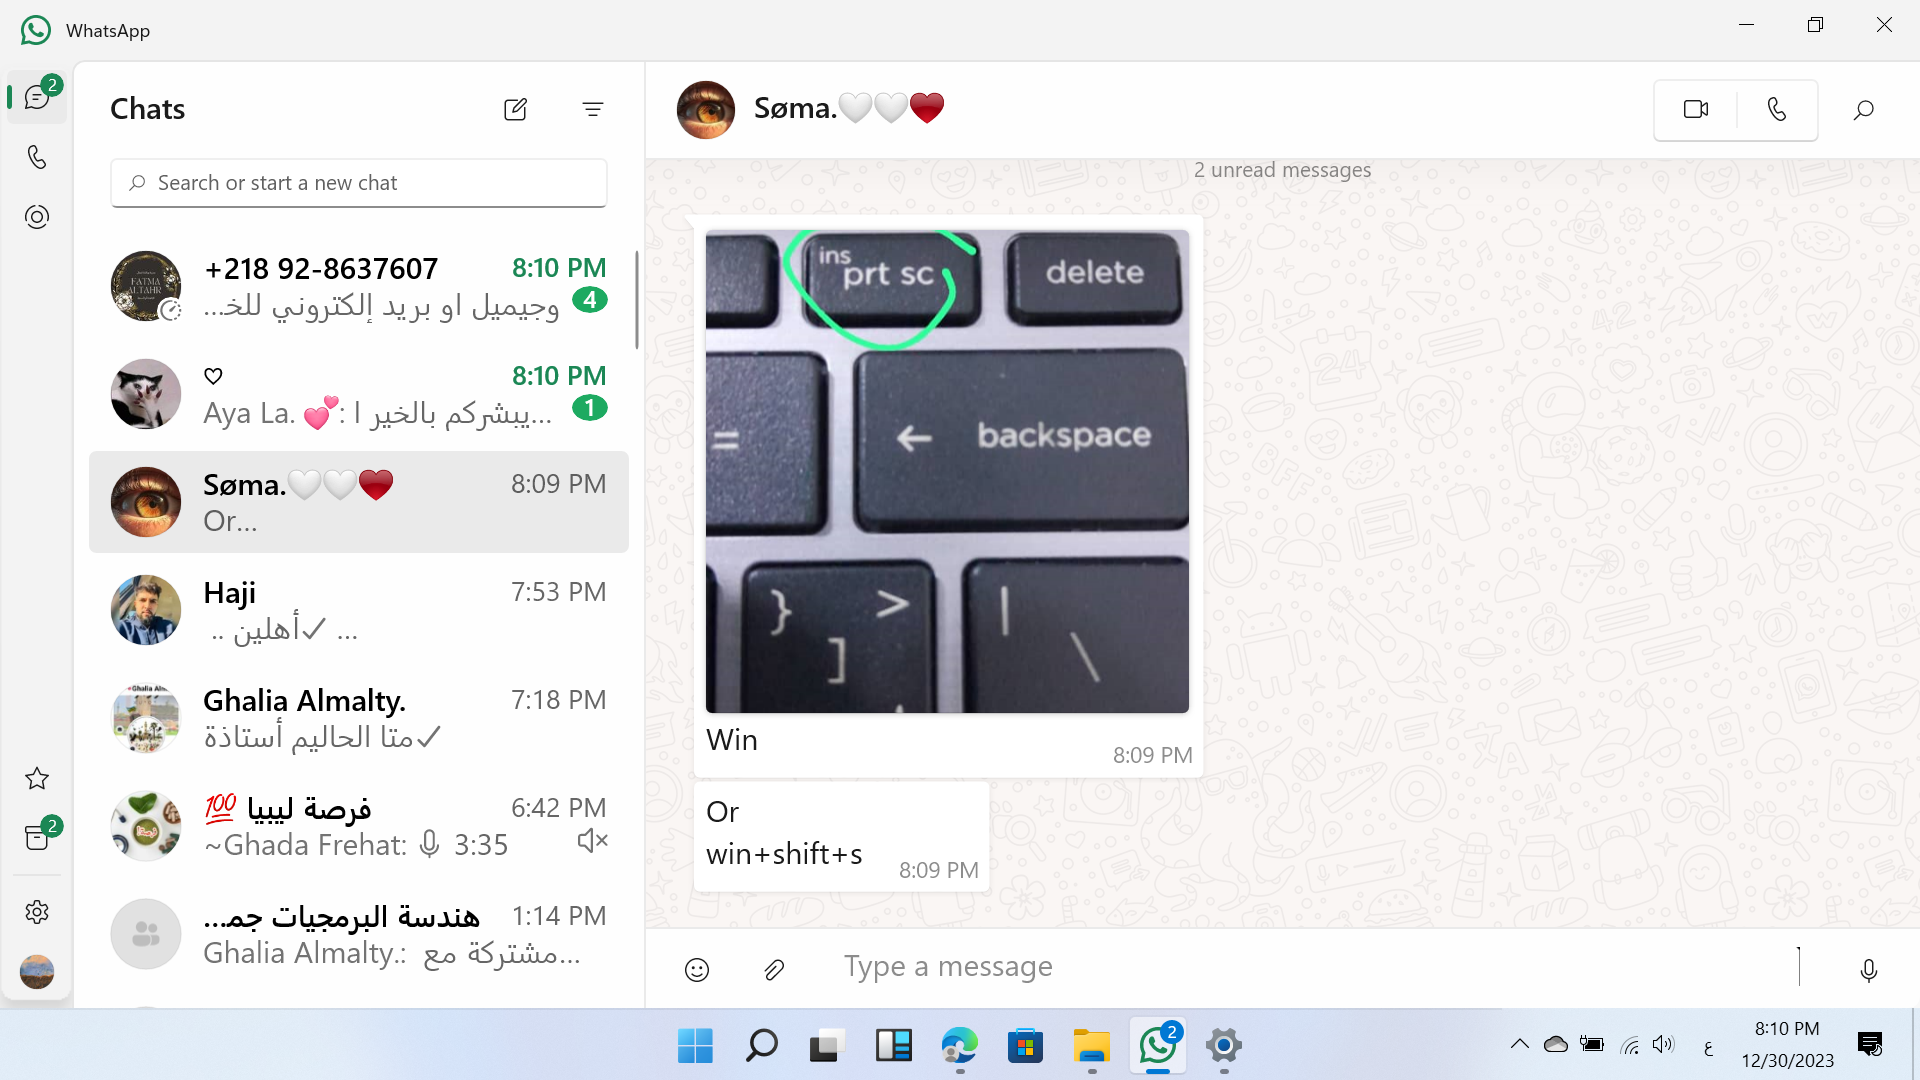 WhatsApp
2
Chats
Search or start a new chat
+218 92-8637607
8:10 PM
وجيميل او بريد إلكتروني للخ...
4
♡
8:10 PM
Aya La. 💕: يبشركم بالخير ا...
1
Søma.🤍🤍❤️
8:09 PM
Or...
Haji
7:53 PM
أهلين .. ✓ ...
Ghalia Almalty.
7:18 PM
متا الحاليم أستاذة ✓
💯 فرصة ليبيا
6:42 PM
~Ghada Frehat: 3:35
هندسة البرمجيات جم...
1:14 PM
Ghalia Almalty.: مشتركة مع...
2
Søma.🤍🤍❤️
2 unread messages
ins
prt sc
delete
=
← backspace
} >
]
|
\
Win
8:09 PM
Or
win+shift+s
8:09 PM
Type a message
2
ع
8:10 PM
12/30/2023